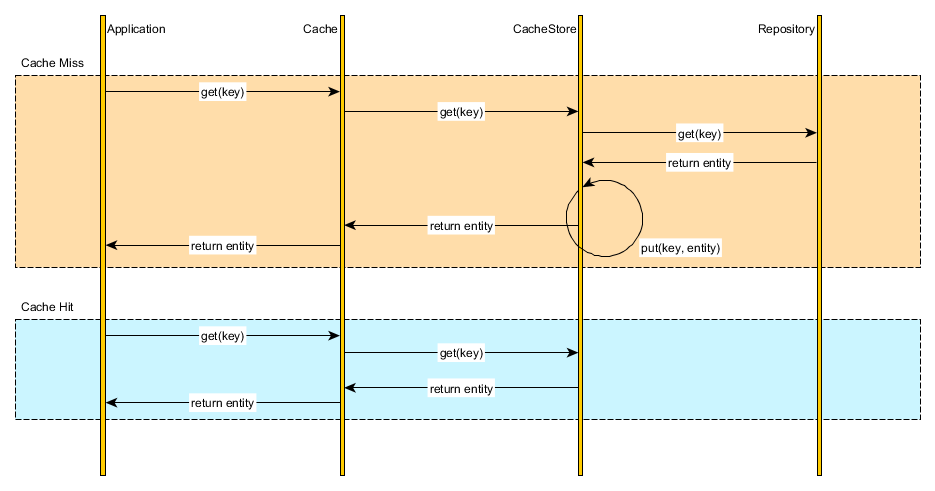 Application
Cache
CacheStore
Repository
Cache Miss
get(key)
get(key)
get(key)
return entity
return entity
return entity
put(key, entity)
Cache Hit
get(key)
get(key)
return entity
return entity